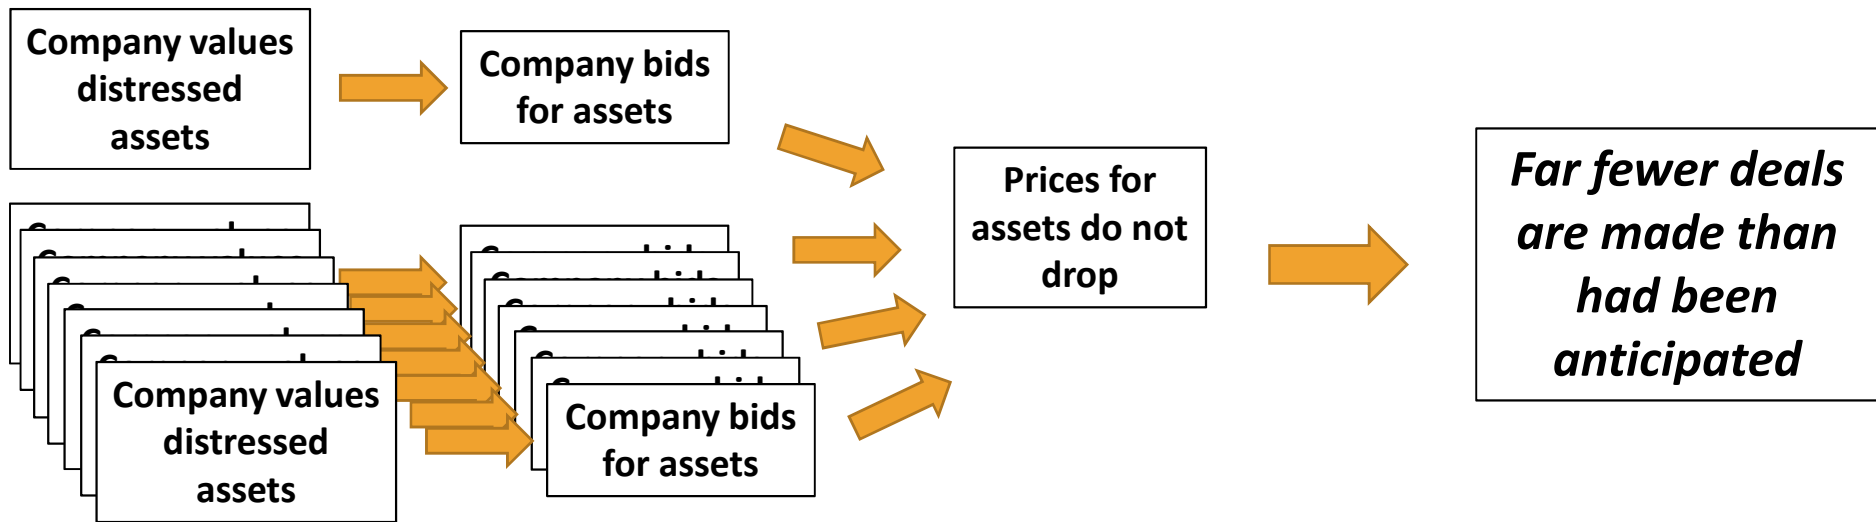 Company values
distressed
assets
Company bids
for assets
Prices for
assets do not
drop
Far fewer deals
are made than
had been
anticipated
Company values
distressed
assets
Company bids
for assets